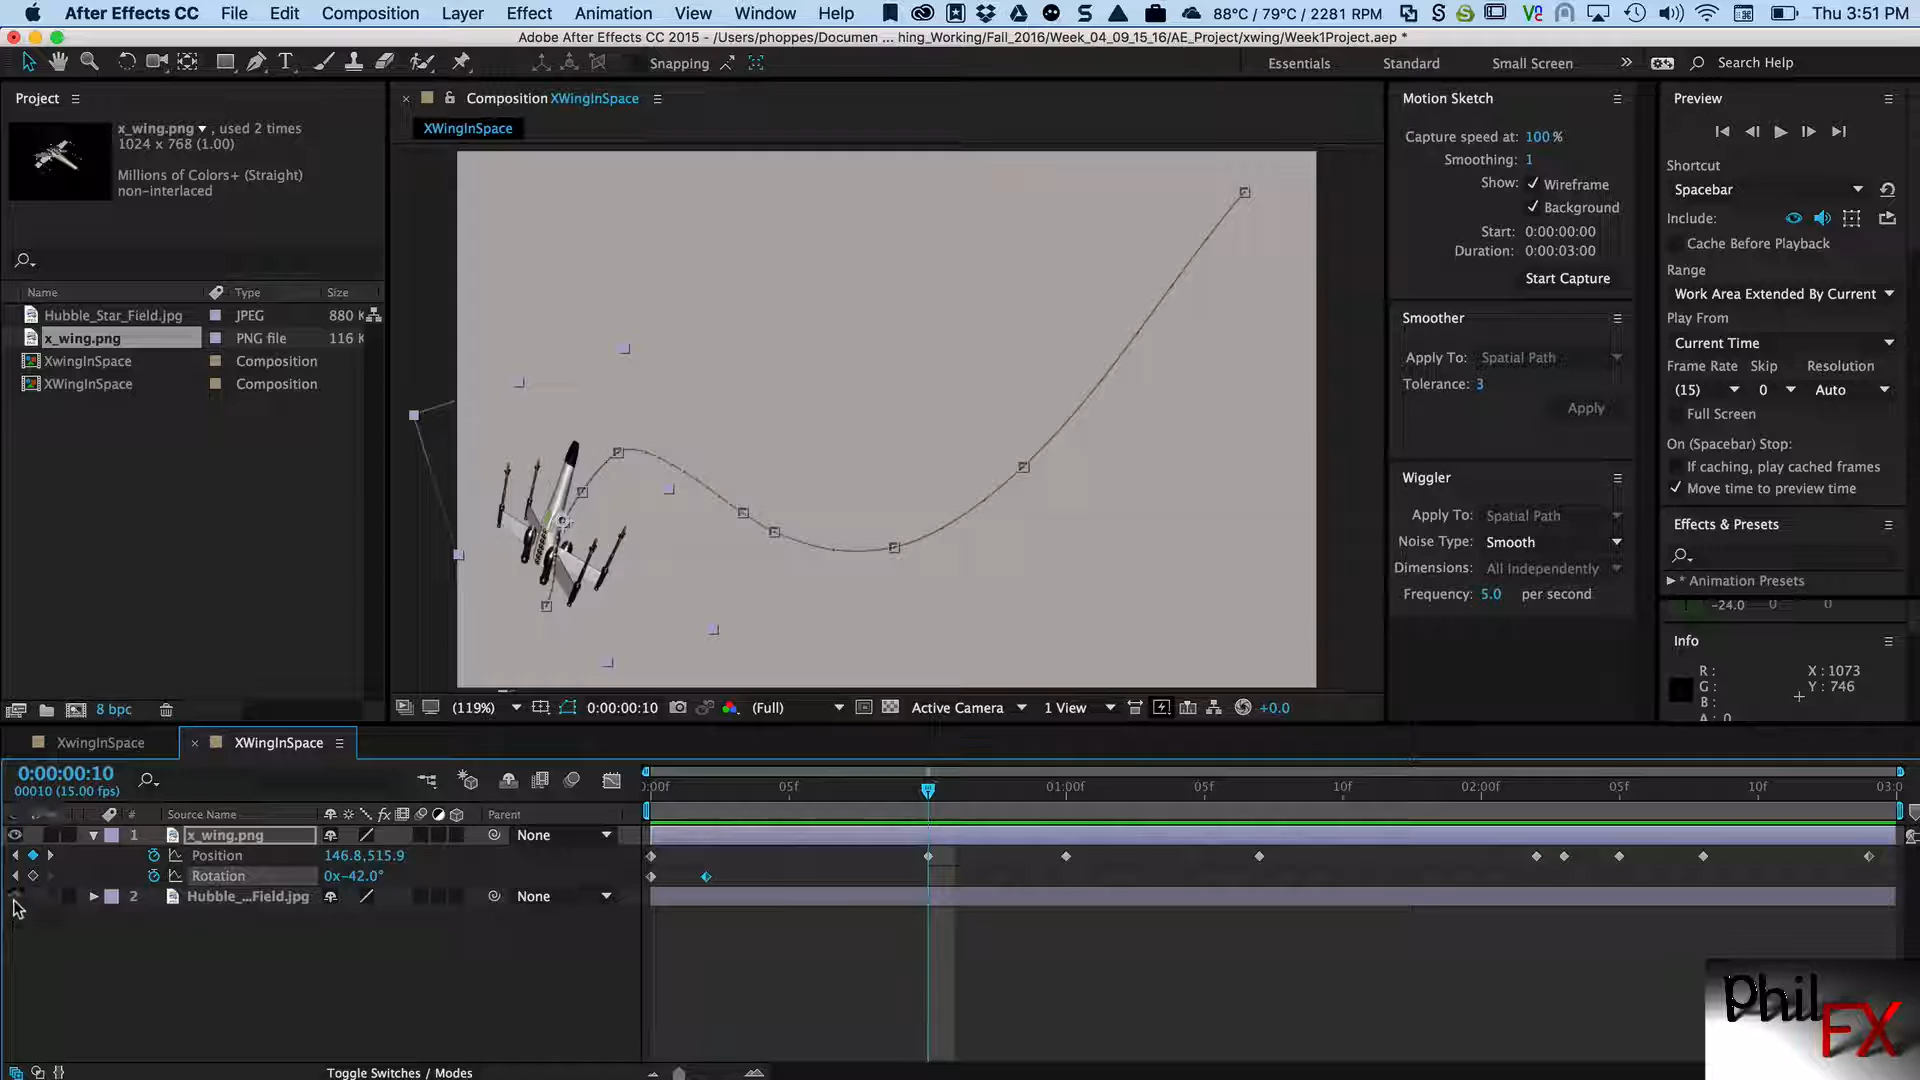 After Effects CC File Edit Composition Layer Effect Animation View Window Help 88°C / 79°C / 2281 RPM Thu 3:51 PM
Adobe After Effects CC 2015 - /Users/phoppes/Documen ... hing_Working/Fall_2016/Week_04_09_15_16/AE_Project/xwing/Week1Project.aep *
Snapping Essentials Standard Small Screen Search Help
Project
x_wing.png , used 2 times
1024 x 768 (1.00)
Millions of Colors+ (Straight)
non-interlaced
Name Type Size
Hubble_Star_Field.jpg JPEG 880 K
x_wing.png PNG file 116 K
XwingInSpace Composition
XWingInSpace Composition
8 bpc
Composition XWingInSpace
XWingInSpace
(119%) 0:00:00:10 (Full) Active Camera 1 View +0.0
Motion Sketch
Capture speed at: 100 %
Smoothing: 1
Show: Wireframe
Background
Start: 0:00:00:00
Duration: 0:00:03:00
Start Capture
Smoother
Apply To: Spatial Path
Tolerance: 3
Apply
Wiggler
Apply To: Spatial Path
Noise Type: Smooth
Dimensions: All Independently
Frequency: 5.0 per second
Preview
Shortcut
Spacebar
Include:
Cache Before Playback
Range
Work Area Extended By Current
Play From
Current Time
Frame Rate Skip Resolution
(15) 0 Auto
Full Screen
On (Spacebar) Stop:
If caching, play cached frames
Move time to preview time
Effects & Presets
* Animation Presets
-24.0 0 0
Info
R : X : 1073
G : Y : 746
B :
A : 0
XwingInSpace XWingInSpace
0:00:00:10
00010 (15.00 fps)
:00f 05f 01:00f 05f 10f 02:00f 05f 10f 03:0
# Source Name fx Parent
1 x_wing.png None
Position 146.8,515.9
Rotation 0x-42.0°
2 Hubble_...Field.jpg None
Toggle Switches / Modes
Phil
FX